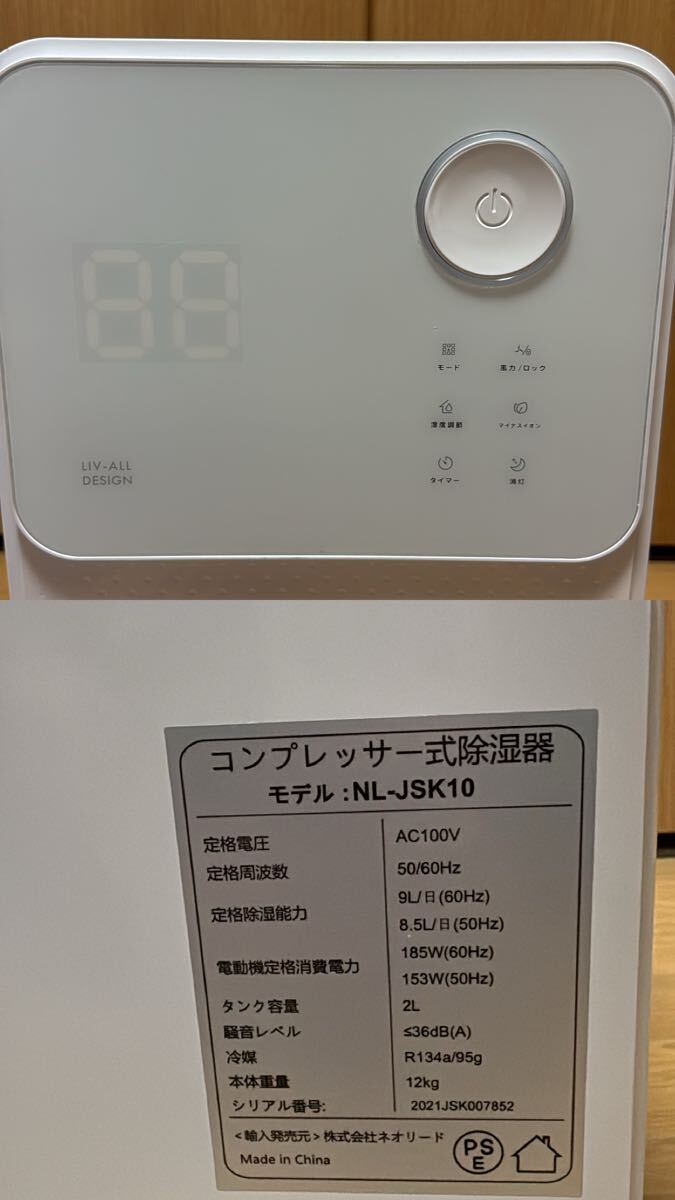 88
モード
風力/ロック
湿度調節
マイナスイオン
タイマー
消灯
LIV-ALL
DESIGN
コンプレッサー式除湿器
モデル：NL-JSK10
定格電圧 AC100V
定格周波数 50/60Hz
定格除湿能力 9L/日(60Hz)
8.5L/日(50Hz)
電動機定格消費電力 185W(60Hz)
153W(50Hz)
タンク容量 2L
騒音レベル ≤36dB(A)
冷媒 R134a/95g
本体重量 12kg
シリアル番号: 2021JSK007852
<輸入発売元>株式会社ネオリード
Made in China
PS
E